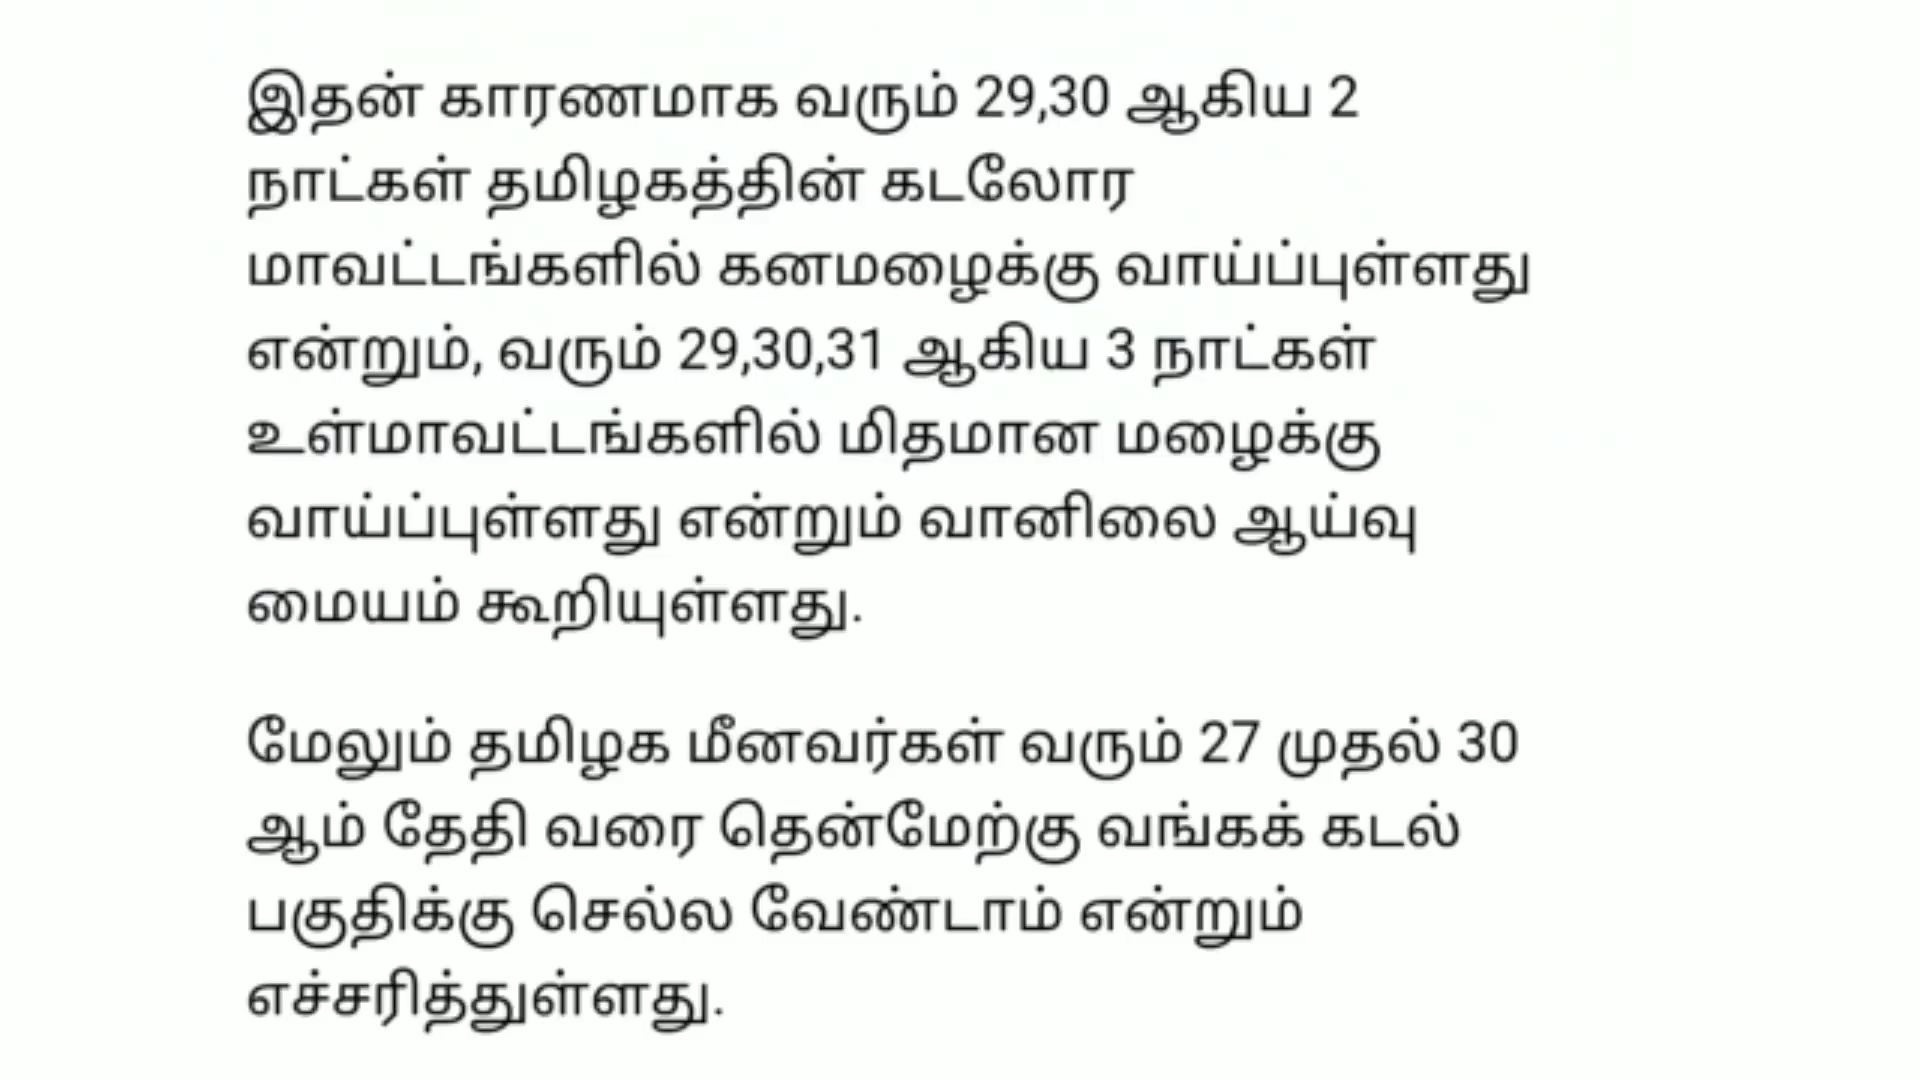 இதன் காரணமாக வரும் 29,30 ஆகிய 2
நாட்கள் தமிழகத்தின் கடலோர
மாவட்டங்களில் கனமழைக்கு வாய்ப்புள்ளது
என்றும், வரும் 29,30,31 ஆகிய 3 நாட்கள்
உள்மாவட்டங்களில் மிதமான மழைக்கு
வாய்ப்புள்ளது என்றும் வானிலை ஆய்வு
மையம் கூறியுள்ளது.
மேலும் தமிழக மீனவர்கள் வரும் 27 முதல் 30
ஆம் தேதி வரை தென்மேற்கு வங்கக் கடல்
பகுதிக்கு செல்ல வேண்டாம் என்றும்
எச்சரித்துள்ளது.